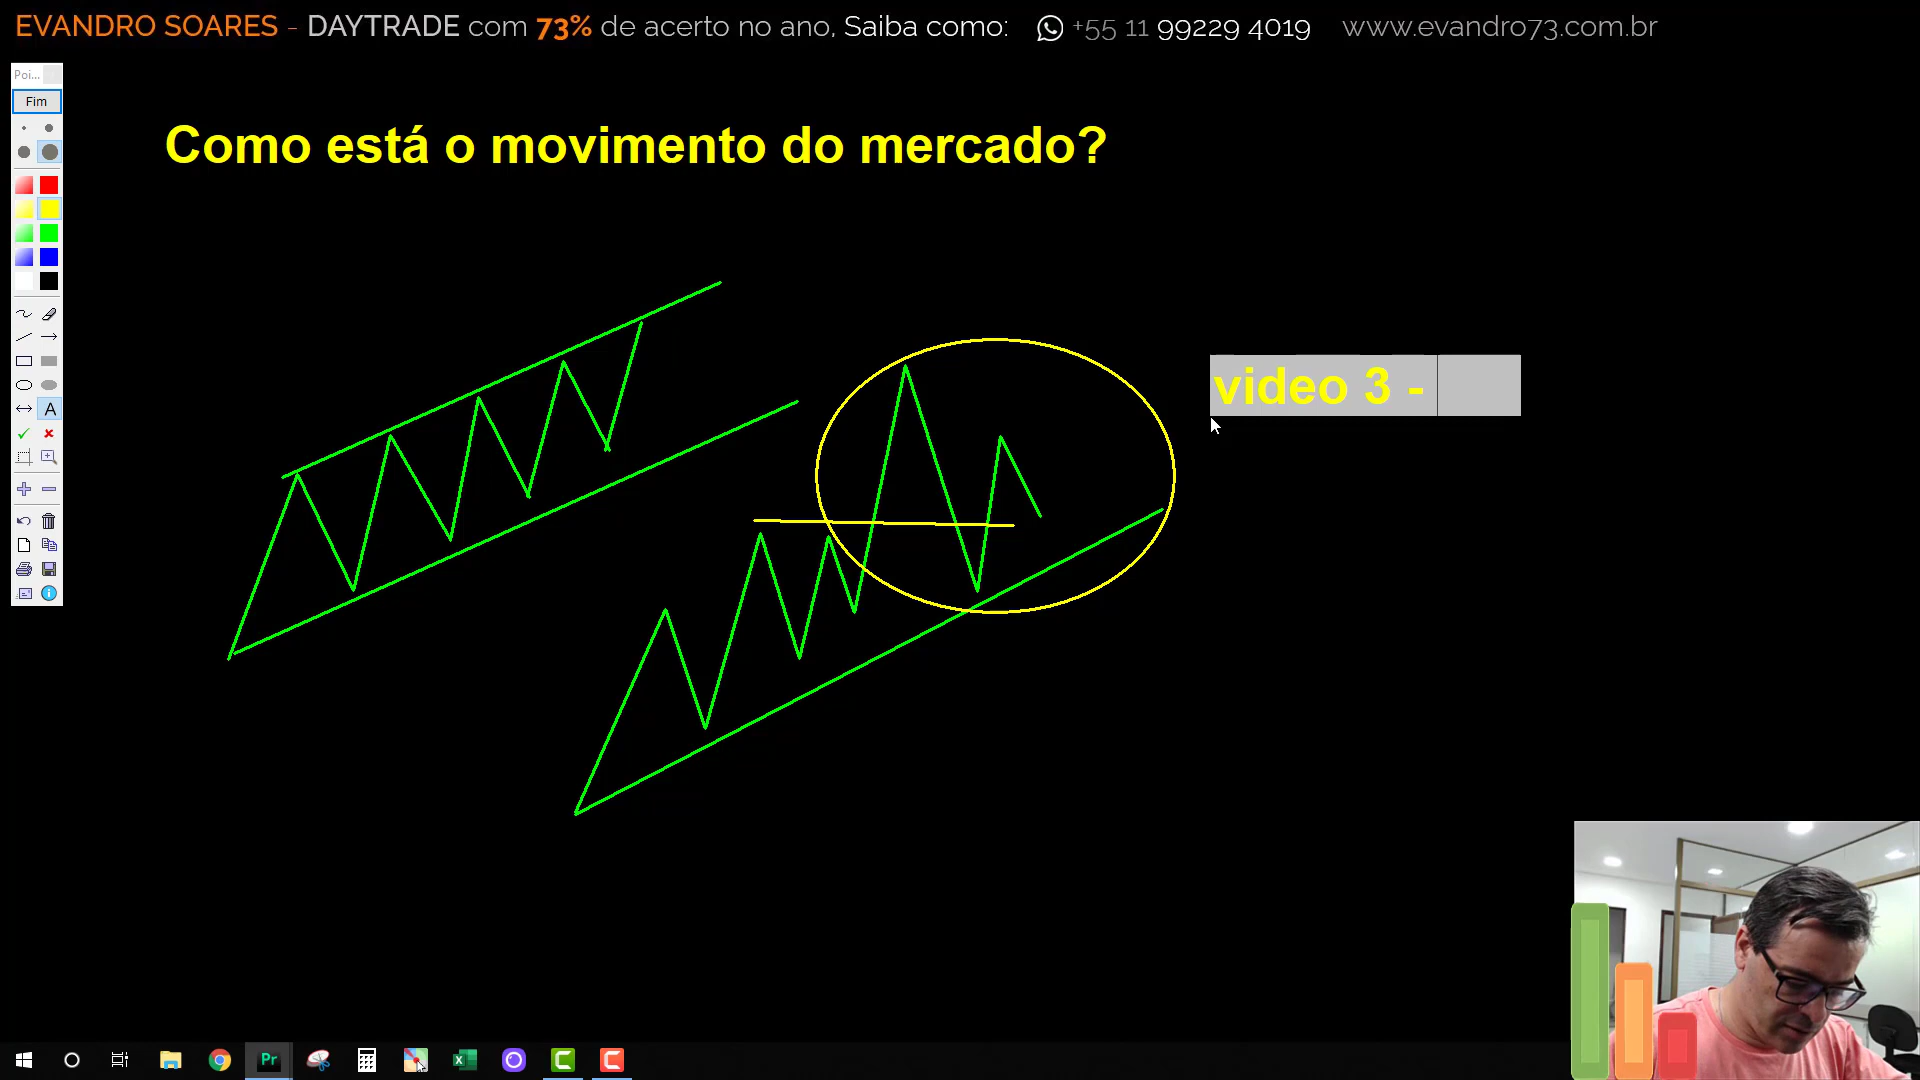 EVANDRO SOARES - DAYTRADE com 73% de acerto no ano, Saiba como: +55 11 99229 4019 www.evandro73.com.br
Poi...
Fim
Como está o movimento do mercado?
video 3 -
A
Pr